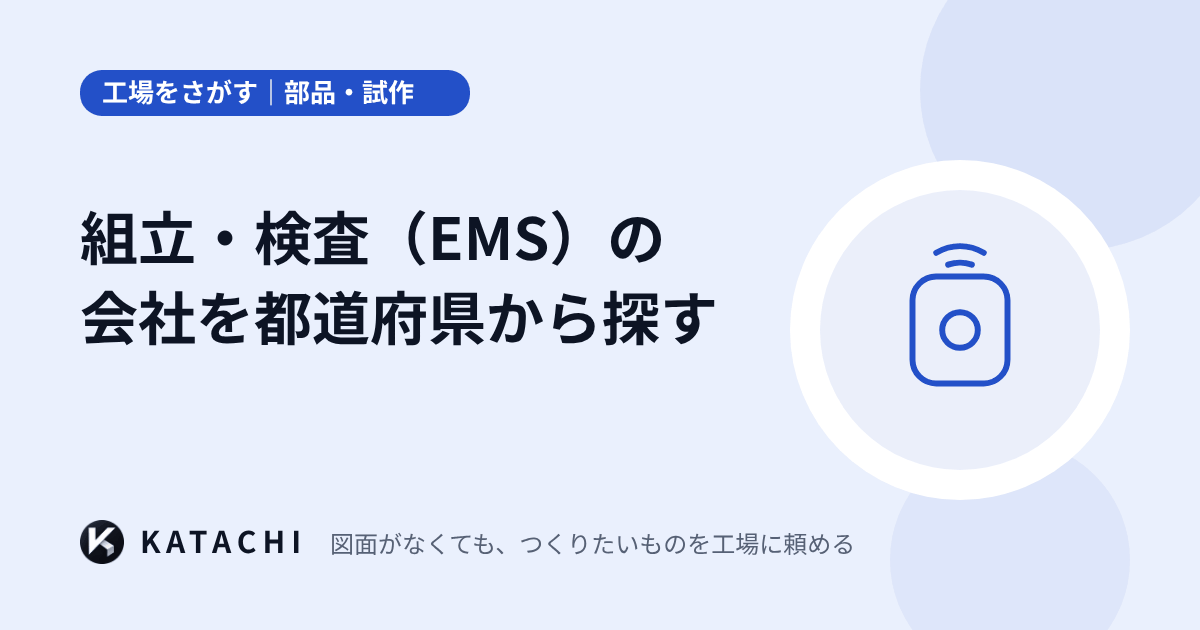 工場をさがす｜部品・試作
組立・検査（EMS）の
会社を都道府県から探す
KATACHI 図面がなくても、つくりたいものを工場に頼める